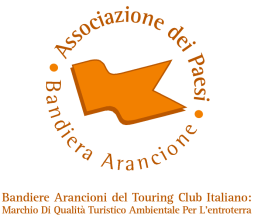 Associazione dei Paesi
Bandiera Arancione
Bandiere Arancioni del Touring Club Italiano:
Marchio Di Qualità Turistico Ambientale Per L'entroterra